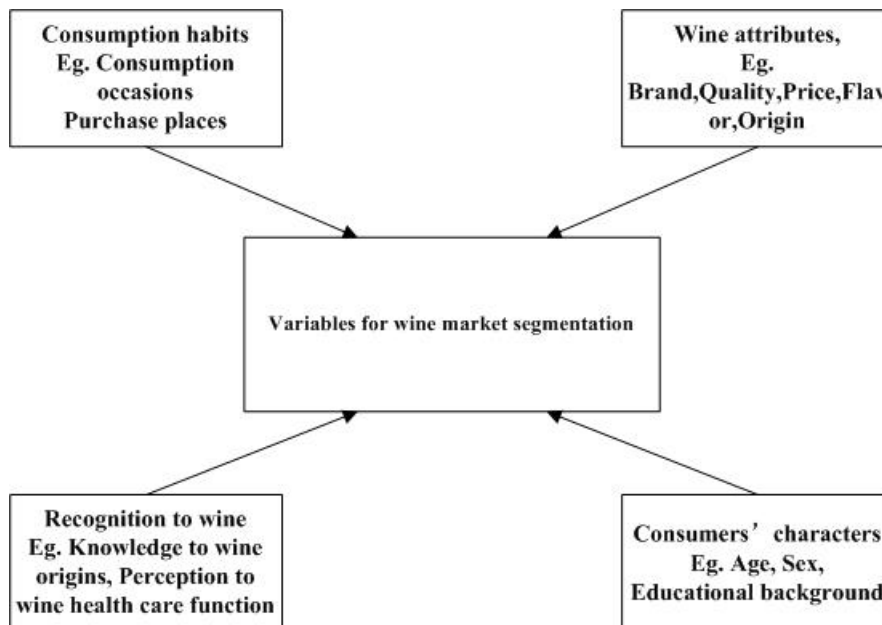 Consumption habits
Eg. Consumption
occasions
Purchase places
Wine attributes,
Eg.
Brand,Quality,Price,Flav
or,Origin
Variables for wine market segmentation
Recognition to wine
Eg. Knowledge to wine
origins, Perception to
wine health care function
Consumers’ characters
Eg. Age, Sex,
Educational background